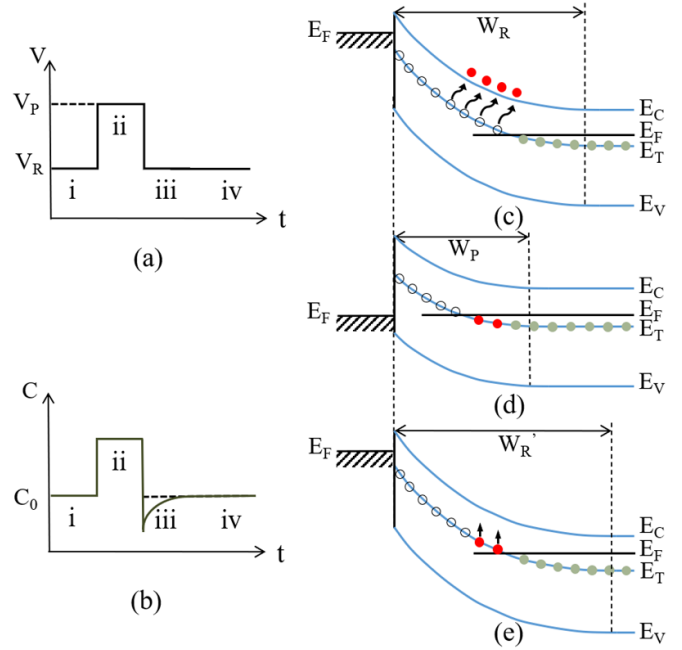 V
V_P
ii
V_R
i
iii
iv
t
(a)
C
ii
C_0
i
iii
iv
t
(b)
W_R
E_F
E_C
E_F
E_T
E_V
(c)
W_P
E_C
E_F
E_F
E_T
E_V
(d)
W_R'
E_F
E_C
E_F
E_T
E_V
(e)